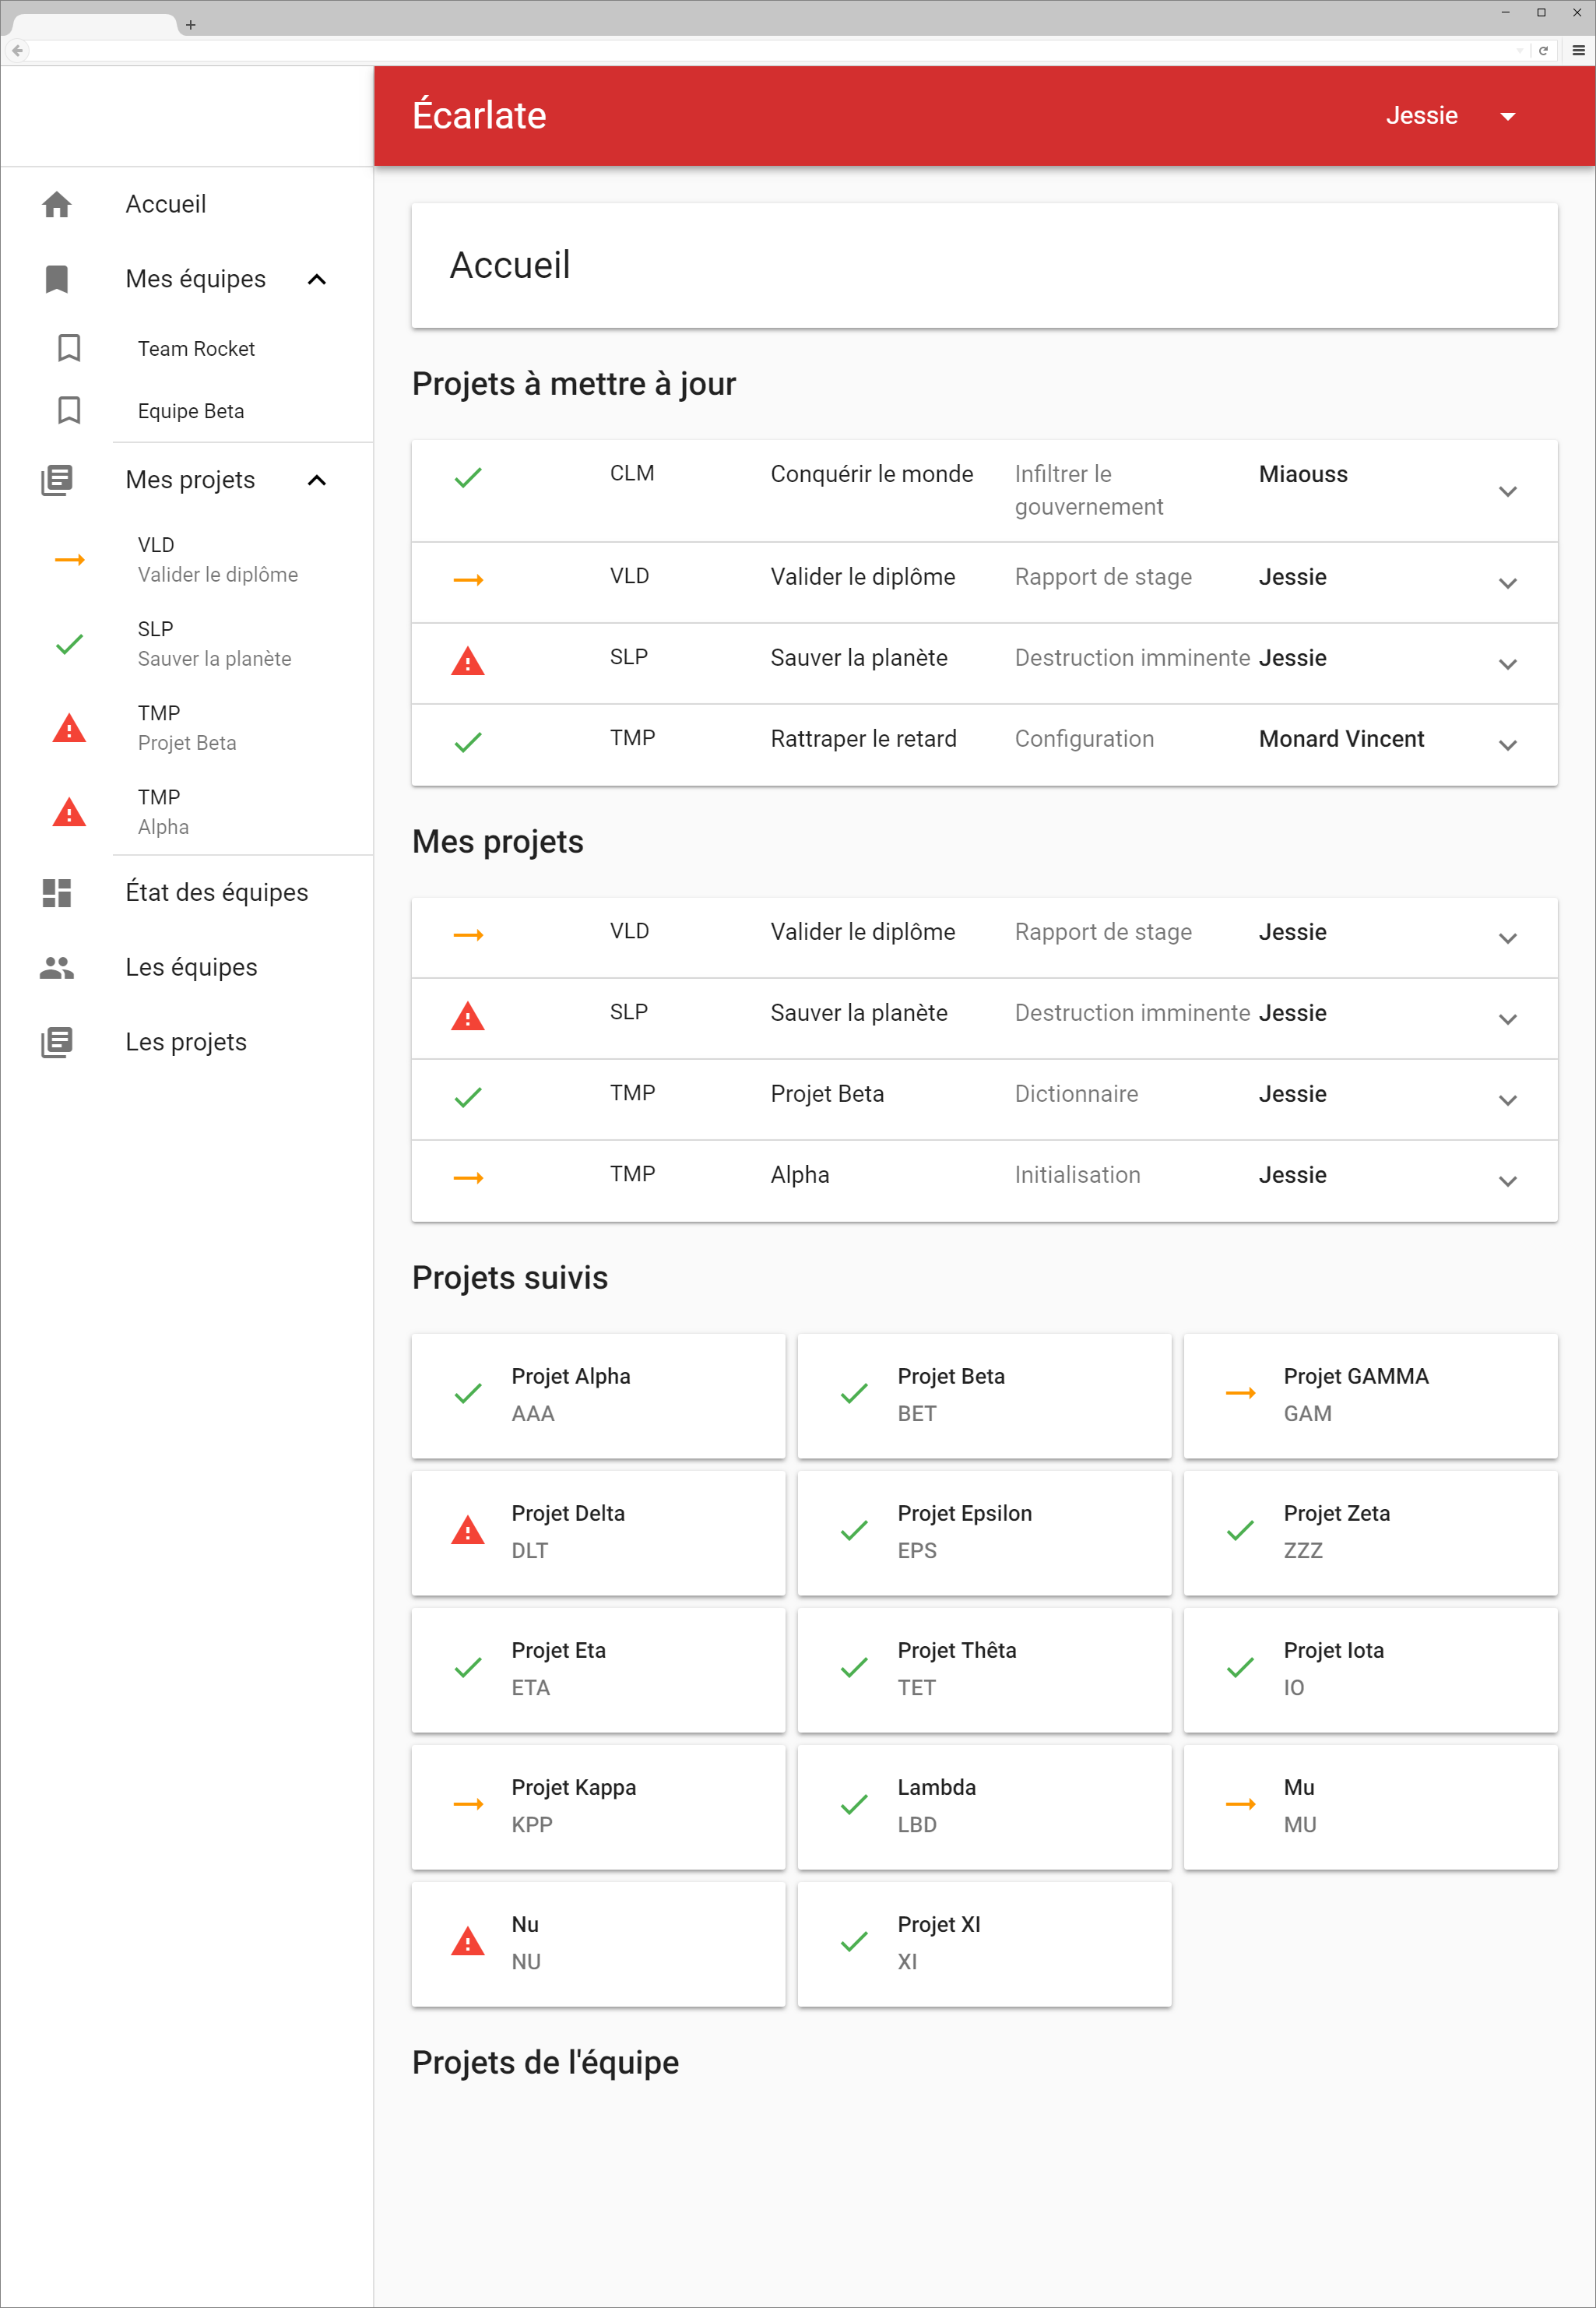 Écarlate
Jessie
Accueil
Mes équipes
Team Rocket
Equipe Beta
Mes projets
VLD
Valider le diplôme
SLP
Sauver la planète
TMP
Projet Beta
TMP
Alpha
État des équipes
Les équipes
Les projets
Accueil
Projets à mettre à jour
CLM Conquérir le monde Infiltrer le Miaouss
gouvernement
VLD Valider le diplôme Rapport de stage Jessie
SLP Sauver la planète Destruction imminente Jessie
TMP Rattraper le retard Configuration Monard Vincent
Mes projets
VLD Valider le diplôme Rapport de stage Jessie
SLP Sauver la planète Destruction imminente Jessie
TMP Projet Beta Dictionnaire Jessie
TMP Alpha Initialisation Jessie
Projets suivis
Projet Alpha
AAA
Projet Beta
BET
Projet GAMMA
GAM
Projet Delta
DLT
Projet Epsilon
EPS
Projet Zeta
ZZZ
Projet Eta
ETA
Projet Thêta
TET
Projet Iota
IO
Projet Kappa
KPP
Lambda
LBD
Mu
MU
Nu
NU
Projet XI
XI
Projets de l'équipe